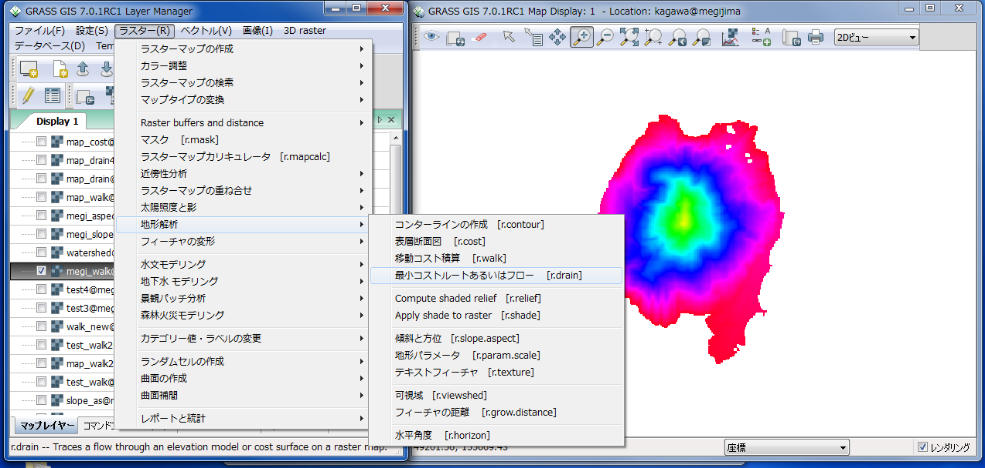 GRASS GIS 7.0.1RC1 Layer Manager
ファイル(F) 設定(S) ラスター(R) ベクトル(V) 画像(I) 3D raster
データベース(D)
Display 1
map_cost@
map_drain4
map_drain@
map_walk@
megi_aspec
megi_slope
watershed@
megi_walk@
test4@meg
test3@meg
walk_new@
test_walk2
map_walk2
test_walk@
slope_as@r
マップレイヤー
r.drain -- Traces a flow through an elevation model or cost surface on a raster map.
ラスターマップの作成
カラー調整
ラスターマップの検索
マップタイプの変換
Raster buffers and distance
マスク [r.mask]
ラスターマップカリキュレータ [r.mapcalc]
近傍性分析
ラスターマップの重ね合せ
太陽照度と影
地形解析
フィーチャの変形
水文モデリング
地下水 モデリング
景観パッチ分析
森林火災モデリング
カテゴリー値・ラベルの変更
ランダムセルの作成
曲面の作成
曲面補間
レポートと統計
コンターラインの作成 [r.contour]
表層断面図 [r.cost]
移動コスト積算 [r.walk]
最小コストルートあるいはフロー [r.drain]
Compute shaded relief [r.relief]
Apply shade to raster [r.shade]
傾斜と方位 [r.slope.aspect]
地形パラメータ [r.param.scale]
テキストフィーチャ [r.texture]
可視域 [r.viewshed]
フィーチャの距離 [r.grow.distance]
水平角度 [r.horizon]
GRASS GIS 7.0.1RC1 Map Display: 1 - Location: kagawa@megijima
2Dビュー
座標
レンダリング